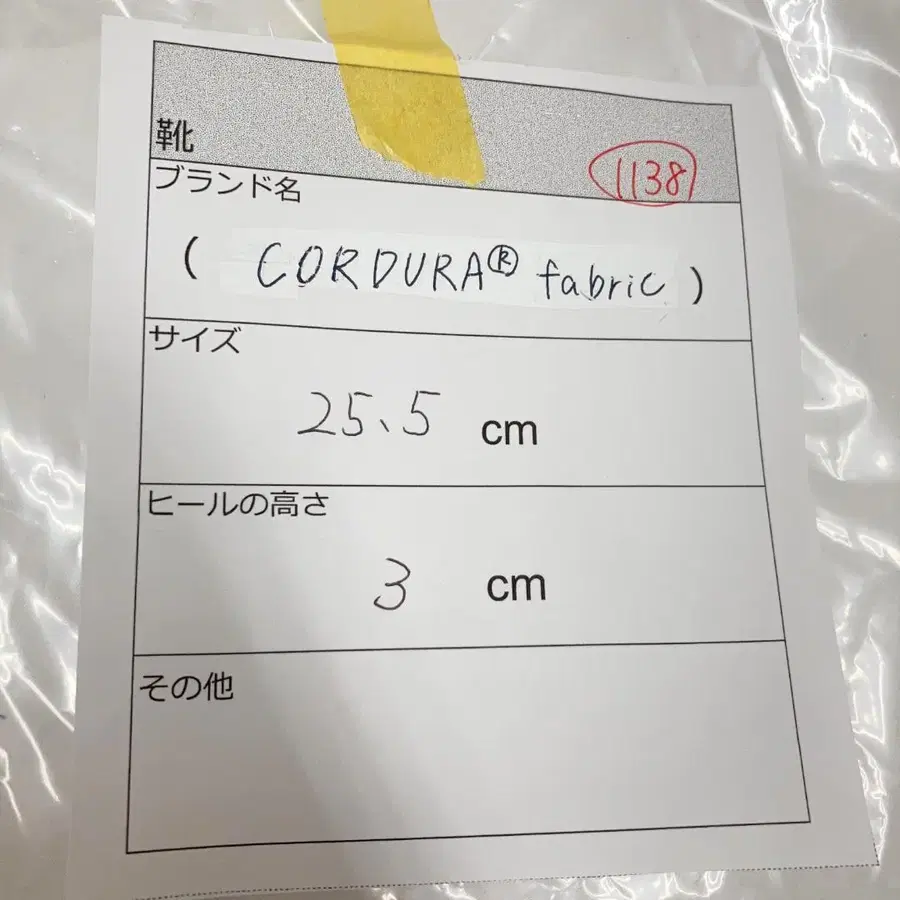 靴
1138
ブランド名
( CORDURA® fabric )
サイズ
25、5 cm
ヒールの高さ
3 cm
その他